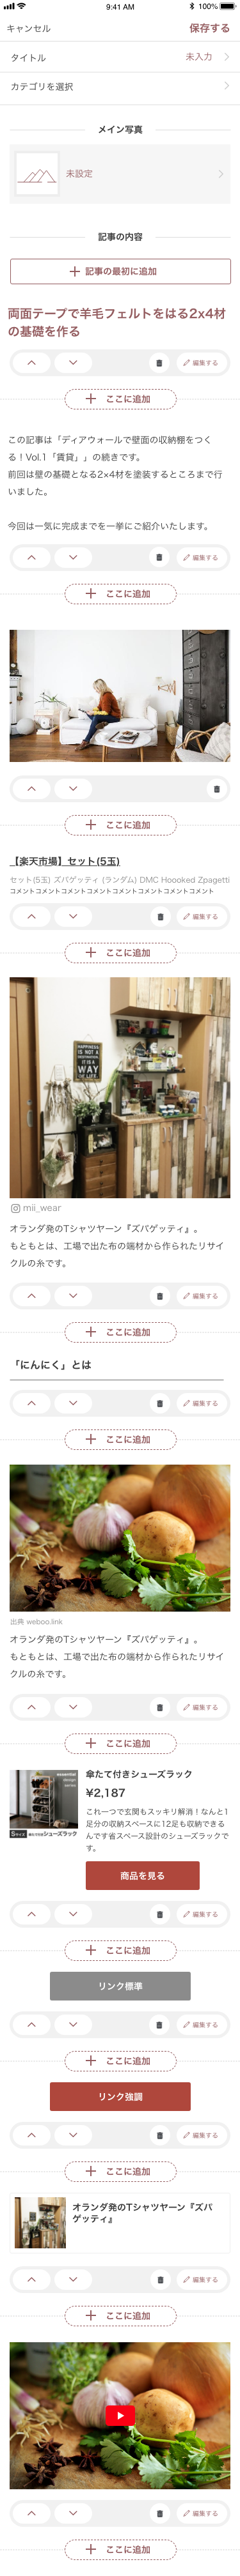 9:41 AM
100%
キャンセル
保存する
タイトル
未入力
カテゴリを選択
メイン写真
未設定
記事の内容
記事の最初に追加
両面テープで羊毛フェルトをはる2x4材
の基礎を作る
編集する
ここに追加
この記事は「ディアウォールで壁面の収納棚をつく
る！Vol.1「賃貸」」の続きです。
前回は壁の基礎となる2×4材を塗装するところまで行
いました。
今回は一気に完成までを一挙にご紹介いたします。
編集する
ここに追加
ここに追加
【楽天市場】セット(5玉)
セット(5玉) ズパゲッティ (ランダム) DMC Hoooked Zpagetti
コメントコメントコメントコメントコメントコメントコメントコメント
編集する
ここに追加
HAPPINESS IS
NOT A
DESTINATION
IT IS A
WAY OF
LIFE
mii_wear
オランダ発のTシャツヤーン『ズパゲッティ』。
もともとは、工場で出た布の端材から作られたリサイ
クルの糸です。
編集する
ここに追加
「にんにく」とは
編集する
ここに追加
出典 weboo.link
オランダ発のTシャツヤーン『ズパゲッティ』。
もともとは、工場で出た布の端材から作られたリサイ
クルの糸です。
編集する
ここに追加
essential
design
series
Sサイズ
傘立て付きシューズラック
傘たて付きシューズラック
¥2,187
これ一つで玄関もスッキリ解消！なんと1
足分の収納スペースに12足も収納できる
んです省スペース設計のシューズラックで
す。
商品を見る
編集する
ここに追加
リンク標準
編集する
ここに追加
リンク強調
編集する
ここに追加
オランダ発のTシャツヤーン『ズパ
ゲッティ』
編集する
ここに追加
編集する
ここに追加